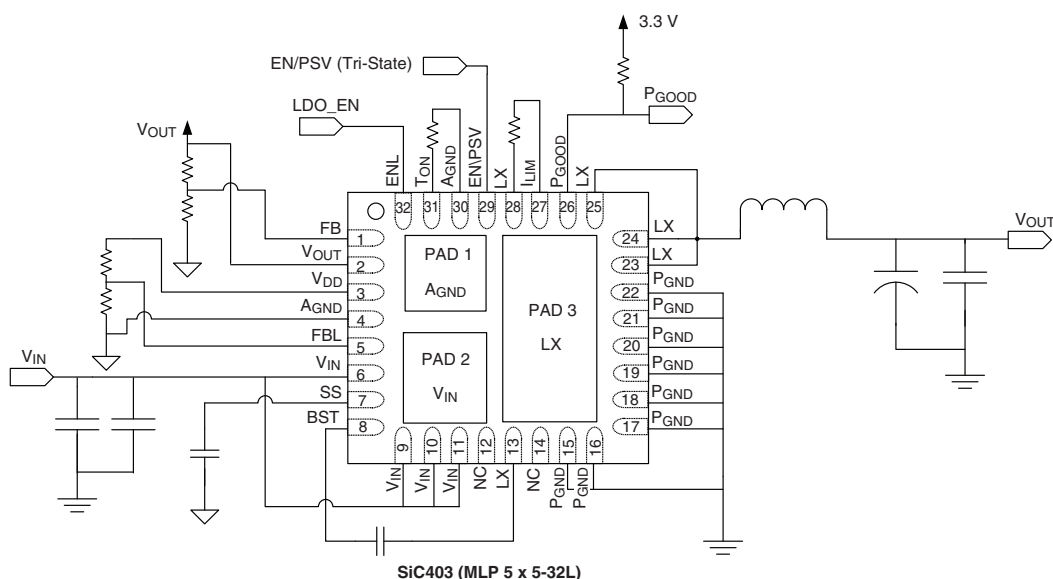 3.3 V
EN/PSV (Tri-State)
PGOOD
LDO_EN
VOUT
ENL
TON
AGND
EN\PSV
LX
ILIM
PGOOD
LX
32
31
30
29
28
27
26
25
FB
1
VOUT
2
VDD
3
AGND
4
FBL
5
VIN
VIN
6
SS
7
BST
8
PAD 1
AGND
PAD 2
VIN
PAD 3
LX
24
LX
23
LX
22
PGND
21
PGND
20
PGND
19
PGND
18
PGND
17
PGND
VOUT
9
10
11
12
13
14
15
16
VIN
VIN
VIN
NC
LX
NC
PGND
PGND
SiC403 (MLP 5 x 5-32L)